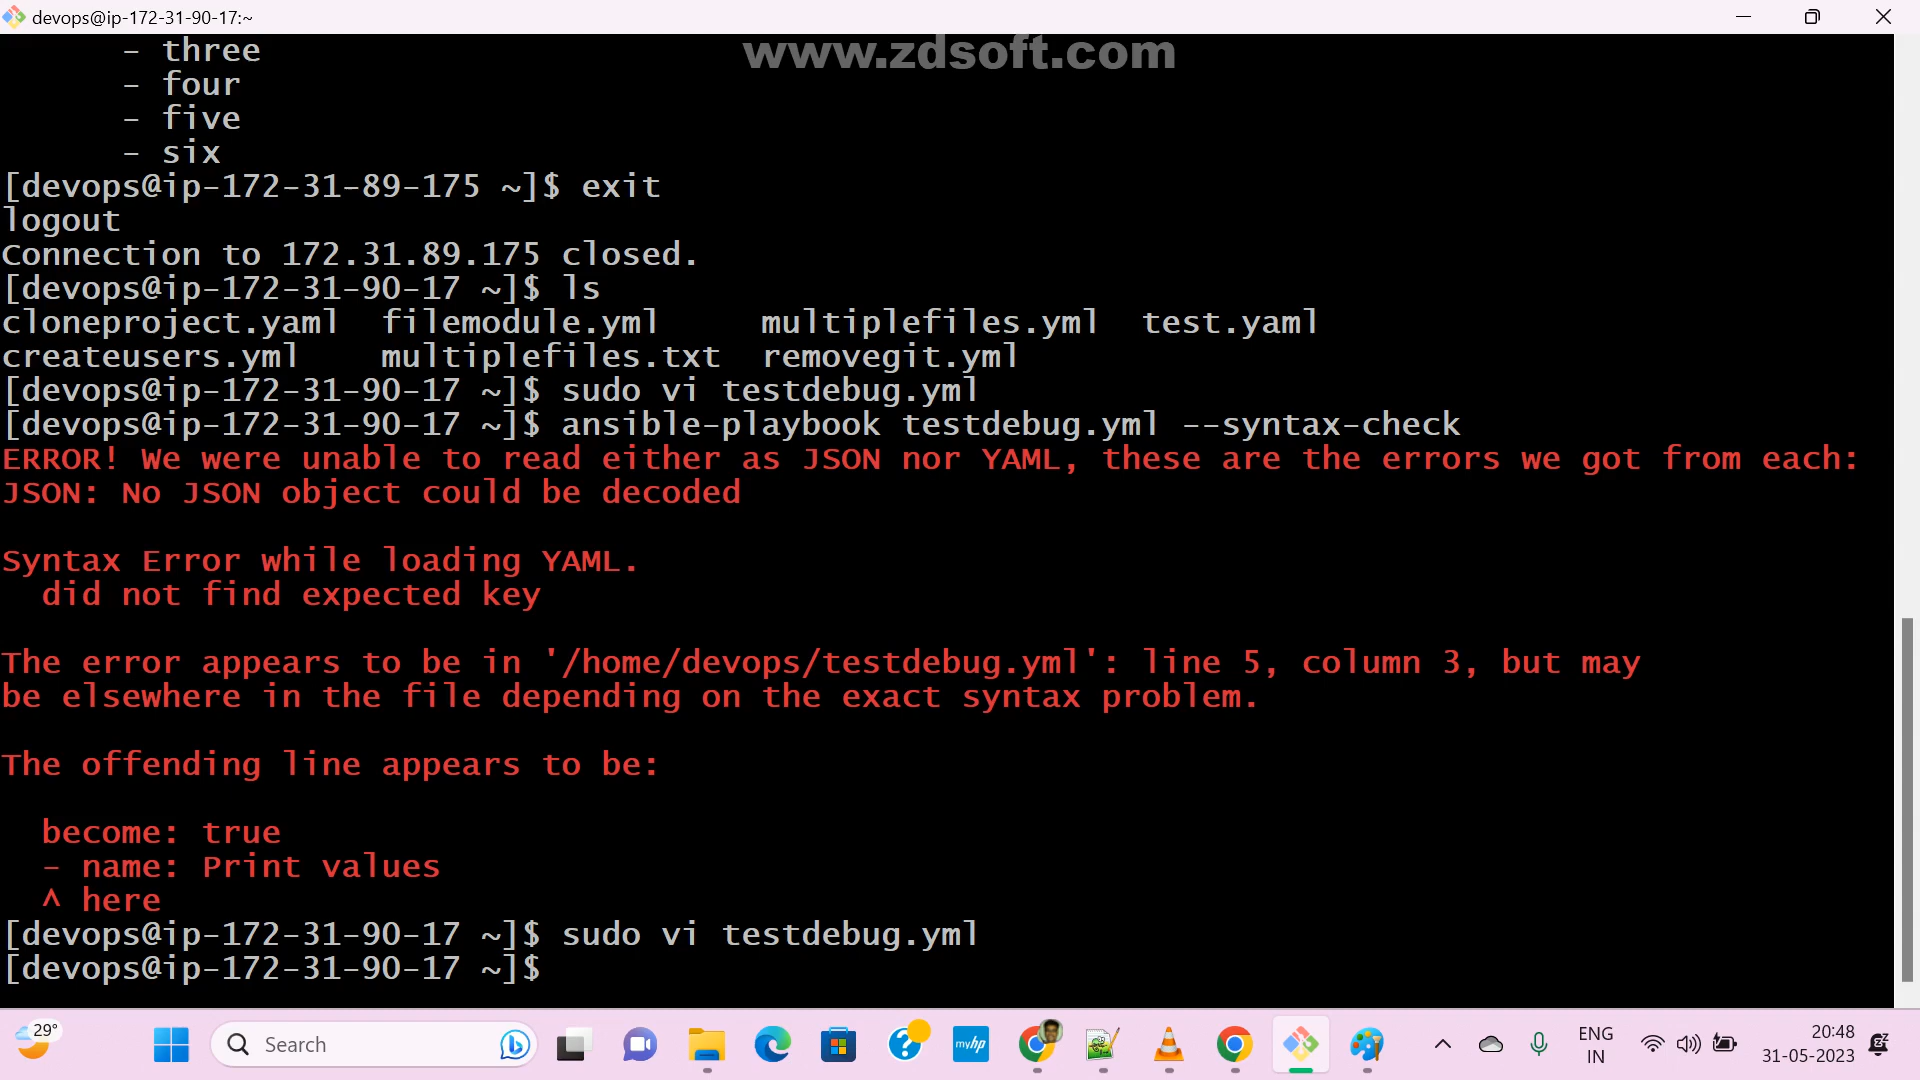 devops@ip-172-31-90-17:~
www.zdsoft.com
- three
- four
- five
- six
[devops@ip-172-31-89-175 ~]$ exit
logout
Connection to 172.31.89.175 closed.
[devops@ip-172-31-90-17 ~]$ ls
cloneproject.yaml  filemodule.yml     multiplefiles.yml  test.yaml
createusers.yml    multiplefiles.txt  removegit.yml
[devops@ip-172-31-90-17 ~]$ sudo vi testdebug.yml
[devops@ip-172-31-90-17 ~]$ ansible-playbook testdebug.yml --syntax-check
ERROR! We were unable to read either as JSON nor YAML, these are the errors we got from each:
JSON: No JSON object could be decoded
Syntax Error while loading YAML.
  did not find expected key
The error appears to be in '/home/devops/testdebug.yml': line 5, column 3, but may
be elsewhere in the file depending on the exact syntax problem.
The offending line appears to be:
  become: true
  - name: Print values
  ^ here
[devops@ip-172-31-90-17 ~]$ sudo vi testdebug.yml
[devops@ip-172-31-90-17 ~]$
29°
Search
myhp
ENG
IN
20:48
31-05-2023